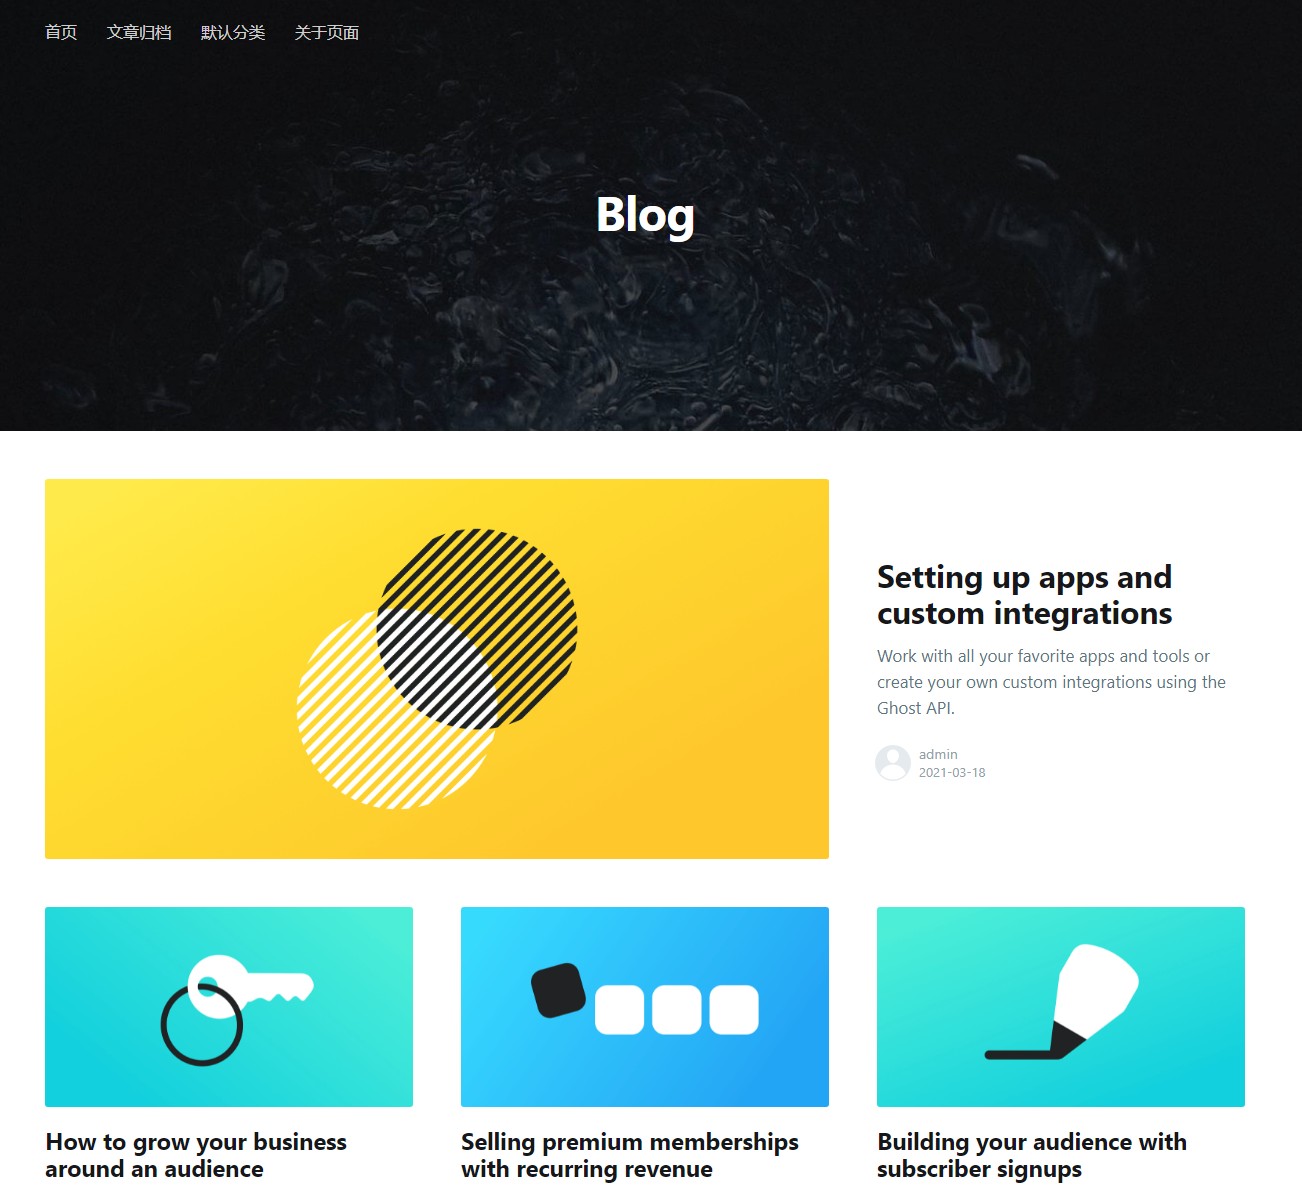 首页 文章归档 默认分类 关于页面
Blog
Setting up apps and
custom integrations
Work with all your favorite apps and tools or
create your own custom integrations using the
Ghost API.
admin
2021-03-18
How to grow your business
around an audience
Selling premium memberships
with recurring revenue
Building your audience with
subscriber signups